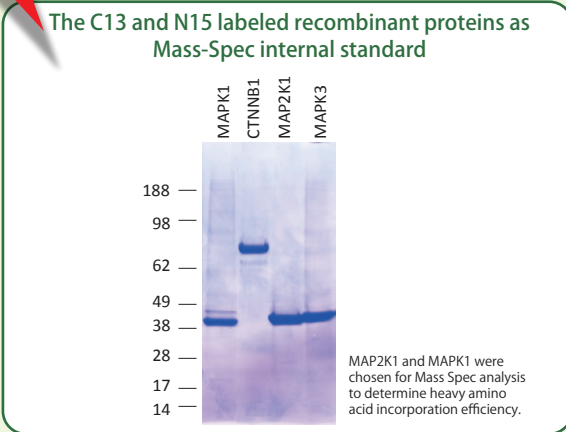 The C13 and N15 labeled recombinant proteins as
Mass-Spec internal standard
MAPK1
CTNNB1
MAP2K1
MAPK3
188
98
62
49
38
28
17
14
MAP2K1 and MAPK1 were
chosen for Mass Spec analysis
to determine heavy amino
acid incorporation efficiency.